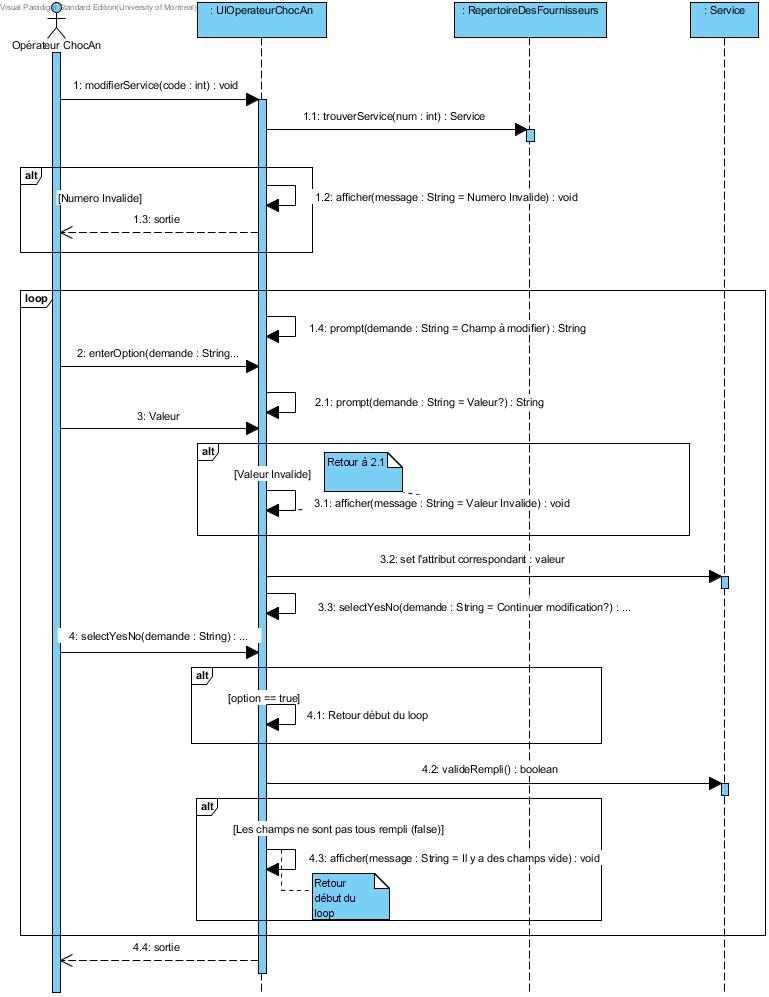 Visual Paradigm Standard Edition(University of Montreal)
: UIOperateurChocAn
: RepertoireDesFournisseurs
: Service
Opérateur ChocAn
1: modifierService(code : int) : void
1.1: trouverService(num : int) : Service
alt
[Numero Invalide]
1.2: afficher(message : String = Numero Invalide) : void
1.3: sortie
loop
1.4: prompt(demande : String = Champ à modifier) : String
2: enterOption(demande : String...
2.1: prompt(demande : String = Valeur?) : String
3: Valeur
alt
[Valeur Invalide]
Retour à 2.1
3.1: afficher(message : String = Valeur Invalide) : void
3.2: set l'attribut correspondant : valeur
3.3: selectYesNo(demande : String = Continuer modification?) : ...
4: selectYesNo(demande : String) : ...
alt
[option == true]
4.1: Retour début du loop
4.2: valideRempli() : boolean
alt
[Les champs ne sont pas tous rempli (false)]
4.3: afficher(message : String = Il y a des champs vide) : void
Retour
début du
loop
4.4: sortie